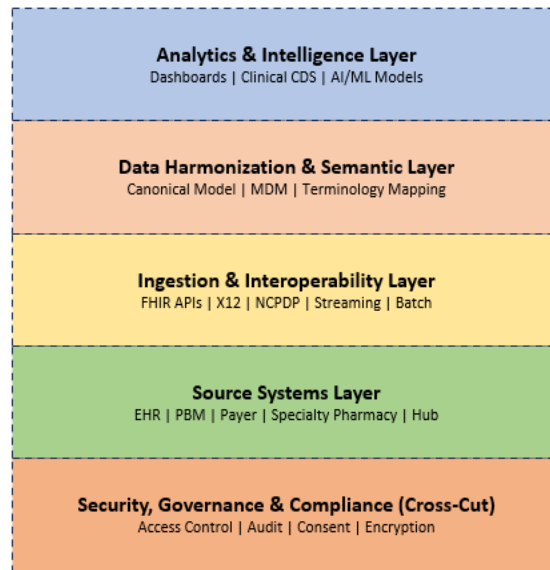 Analytics & Intelligence Layer
Dashboards | Clinical CDS | AI/ML Models
Data Harmonization & Semantic Layer
Canonical Model | MDM | Terminology Mapping
Ingestion & Interoperability Layer
FHIR APIs | X12 | NCPDP | Streaming | Batch
Source Systems Layer
EHR | PBM | Payer | Specialty Pharmacy | Hub
Security, Governance & Compliance (Cross-Cut)
Access Control | Audit | Consent | Encryption